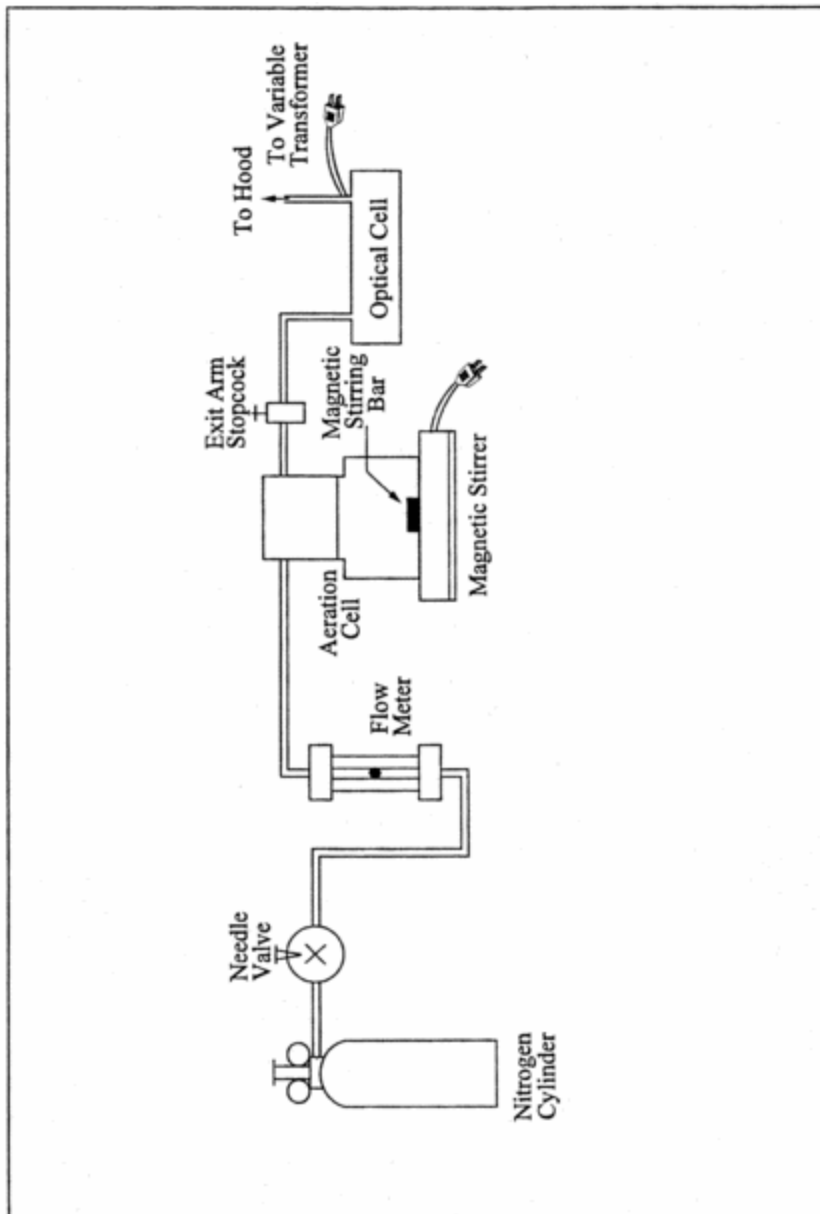 Nitrogen
Cylinder
Needle
Valve
Flow
Meter
Aeration
Cell
Magnetic Stirrer
Magnetic
Stirring
Bar
Exit Arm
Stopcock
Optical Cell
To Hood
To Variable
Transformer